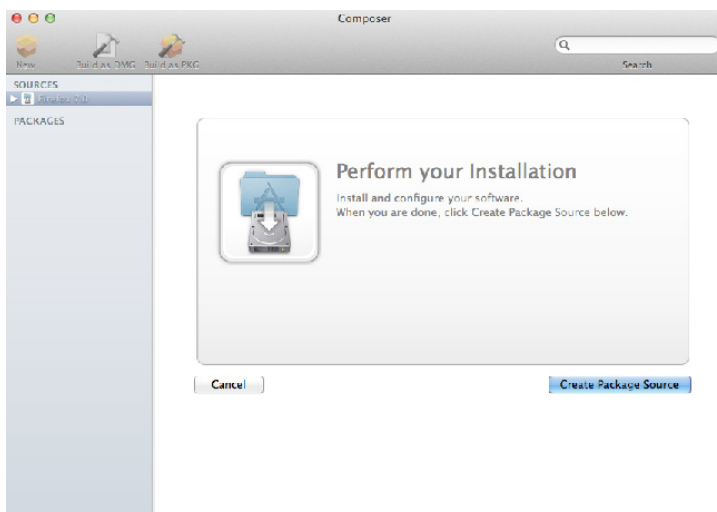 Composer
New
Build as DMG
Build as PKG
Search
SOURCES
PACKAGES
Perform your Installation
Install and configure your software.
When you are done, click Create Package Source below.
Cancel
Create Package Source